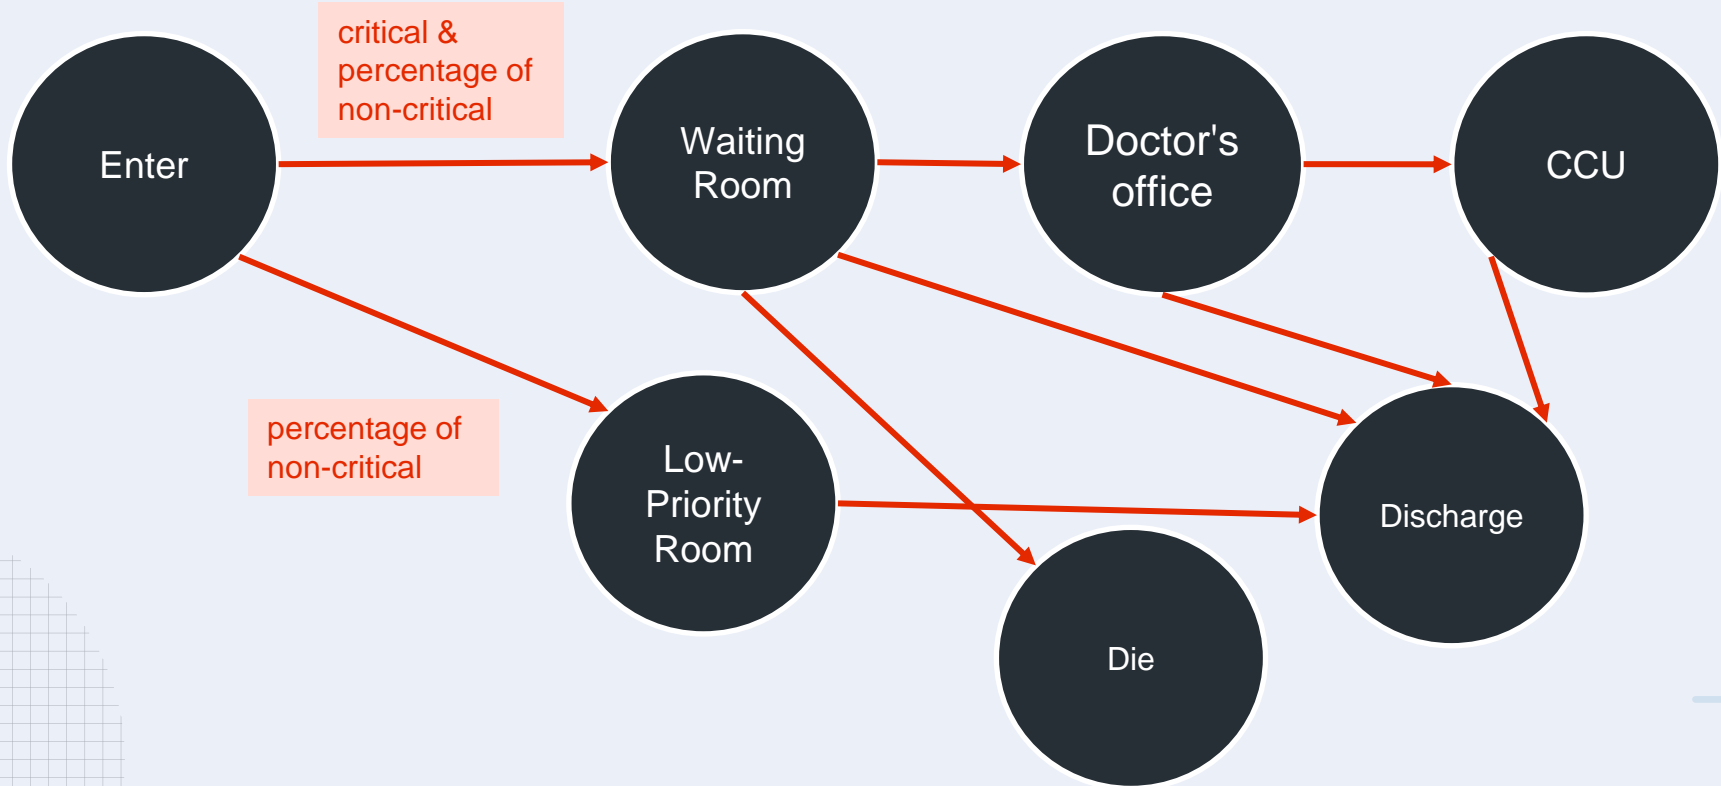 critical &
percentage of
non-critical
Enter
Waiting
Room
Doctor's
office
CCU
percentage of
non-critical
Low-
Priority
Room
Discharge
Die